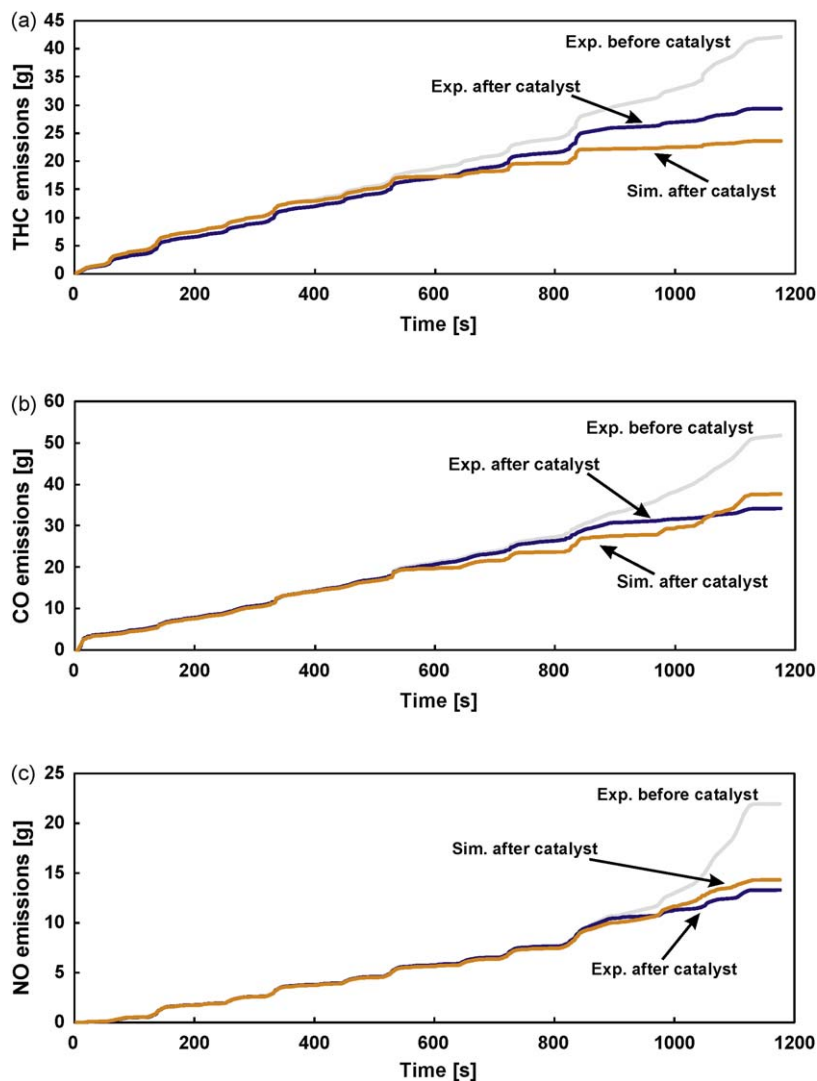 (a)
45
40
35
30
25
20
15
10
5
0
THC emissions [g]
Exp. before catalyst
Exp. after catalyst
Sim. after catalyst
0 200 400 600 800 1000 1200
Time [s]
(b)
60
50
40
30
20
10
0
CO emissions [g]
Exp. before catalyst
Exp. after catalyst
Sim. after catalyst
0 200 400 600 800 1000 1200
Time [s]
(c)
25
20
15
10
5
0
NO emissions [g]
Exp. before catalyst
Sim. after catalyst
Exp. after catalyst
0 200 400 600 800 1000 1200
Time [s]